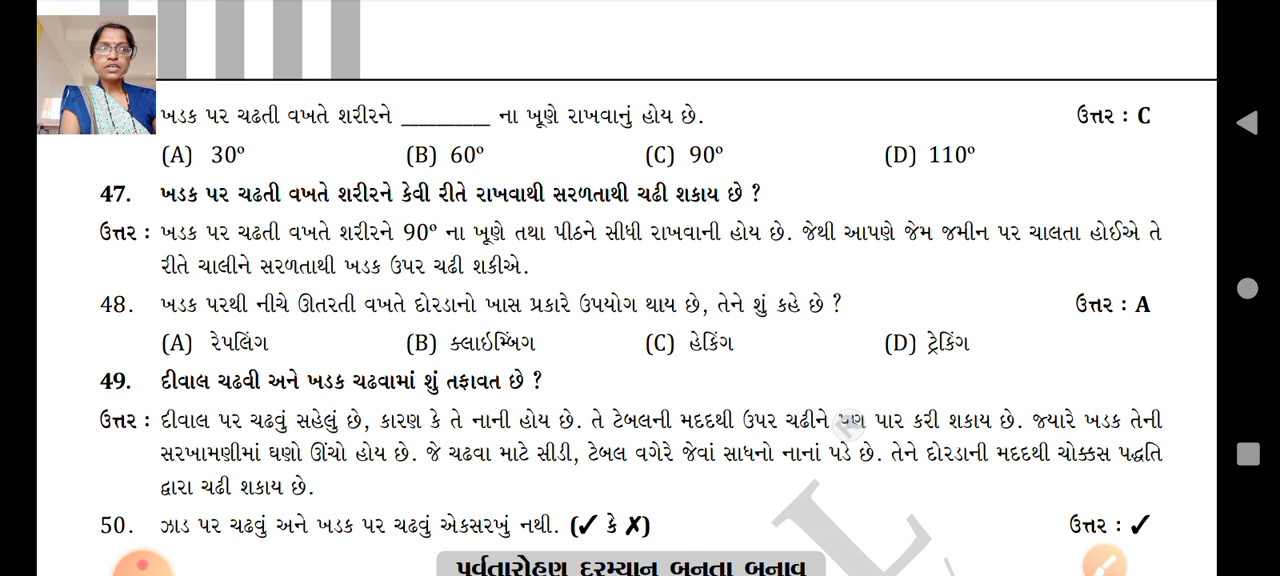 ખડક પર ચઢતી વખતે શરીરને __________ ના ખૂણે રાખવાનું હોય છે. ઉત્તર : C
(A) 30° (B) 60° (C) 90° (D) 110°
47. ખડક પર ચઢતી વખતે શરીરને કેવી રીતે રાખવાથી સરળતાથી ચઢી શકાય છે ?
ઉત્તર : ખડક પર ચઢતી વખતે શરીરને 90° ના ખૂણે તથા પીઠને સીધી રાખવાની હોય છે. જેથી આપણે જેમ જમીન પર ચાલતા હોઈએ તે
રીતે ચાલીને સરળતાથી ખડક ઉપર ચઢી શકીએ.
48. ખડક પરથી નીચે ઊતરતી વખતે દોરડાનો ખાસ પ્રકારે ઉપયોગ થાય છે, તેને શું કહે છે ? ઉત્તર : A
(A) રેપલિંગ (B) ક્લાઇમ્બિંગ (C) હેકિંગ (D) ટ્રેકિંગ
49. દીવાલ ચઢવી અને ખડક ચઢવામાં શું તફાવત છે ?
ઉત્તર : દીવાલ પર ચઢવું સહેલું છે, કારણ કે તે નાની હોય છે. તે ટેબલની મદદથી ઉપર ચઢીને પણ પાર કરી શકાય છે. જ્યારે ખડક તેની
સરખામણીમાં ઘણો ઊંચો હોય છે. જે ચઢવા માટે સીડી, ટેબલ વગેરે જેવાં સાધનો નાનાં પડે છે. તેને દોરડાની મદદથી ચોક્કસ પદ્ધતિ
દ્વારા ચઢી શકાય છે.
50. ઝાડ પર ચઢવું અને ખડક પર ચઢવું એકસરખું નથી. (✓ કે ✗) ઉત્તર : ✓
પર્વતારોહણ દરમ્યાન બનતા બનાવ